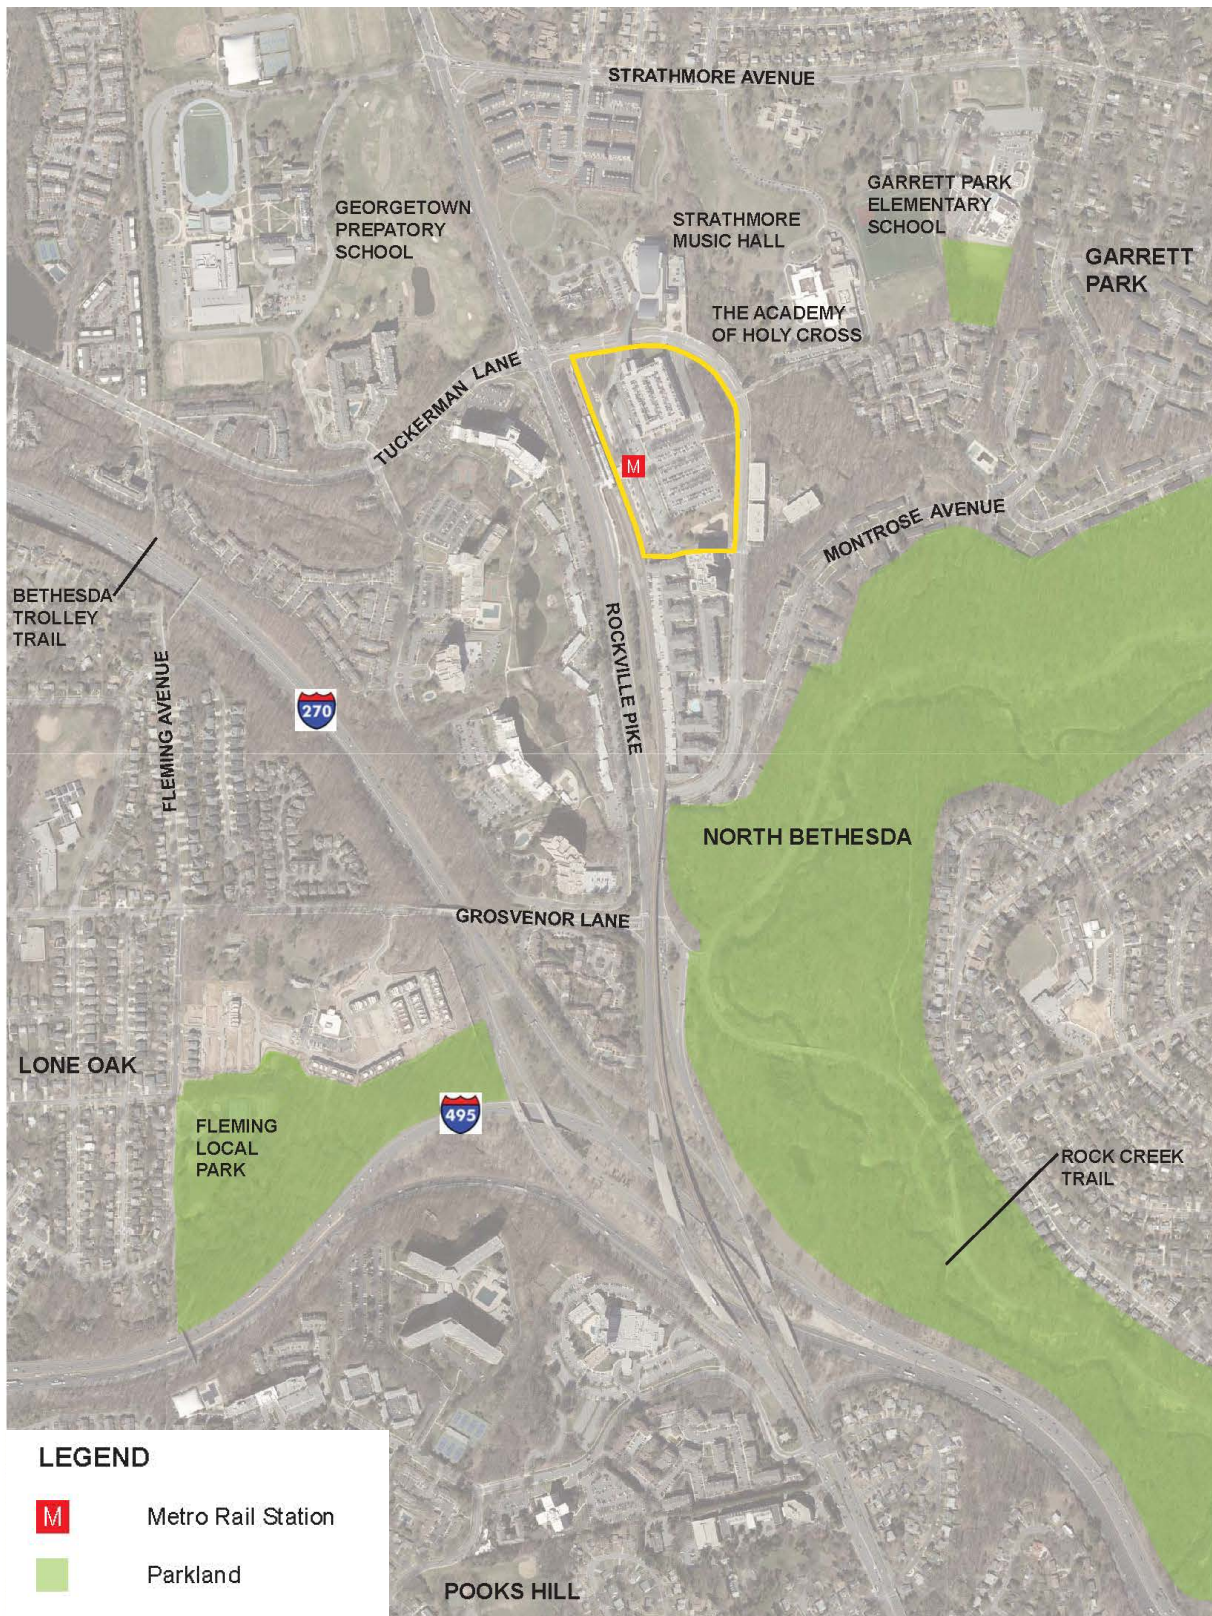 STRATHMORE AVENUE
GARRETT PARK
ELEMENTARY
SCHOOL
GEORGETOWN
PREPATORY
SCHOOL
STRATHMORE
MUSIC HALL
GARRETT
PARK
THE ACADEMY
OF HOLY CROSS
TUCKERMAN LANE
M
MONTROSE AVENUE
BETHESDA
TROLLEY
TRAIL
ROCKVILLE PIKE
FLEMING AVENUE
270
NORTH BETHESDA
GROSVENOR LANE
LONE OAK
495
FLEMING
LOCAL
PARK
ROCK CREEK
TRAIL
LEGEND
M Metro Rail Station
Parkland
POOKS HILL